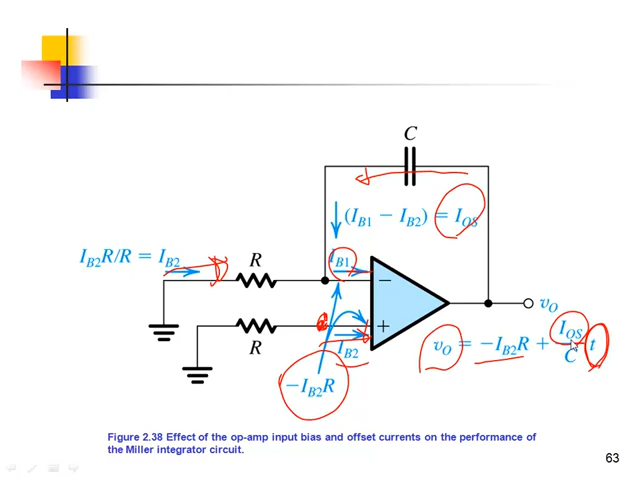 C
(I_B1 − I_B2) = I_OS
I_B2R/R = I_B2
R
I_B1
−
v_O
+
R
I_B2
v_O = −I_B2R + I_OS/C t
−I_B2R
Figure 2.38 Effect of the op-amp input bias and offset currents on the performance of
the Miller integrator circuit.
63